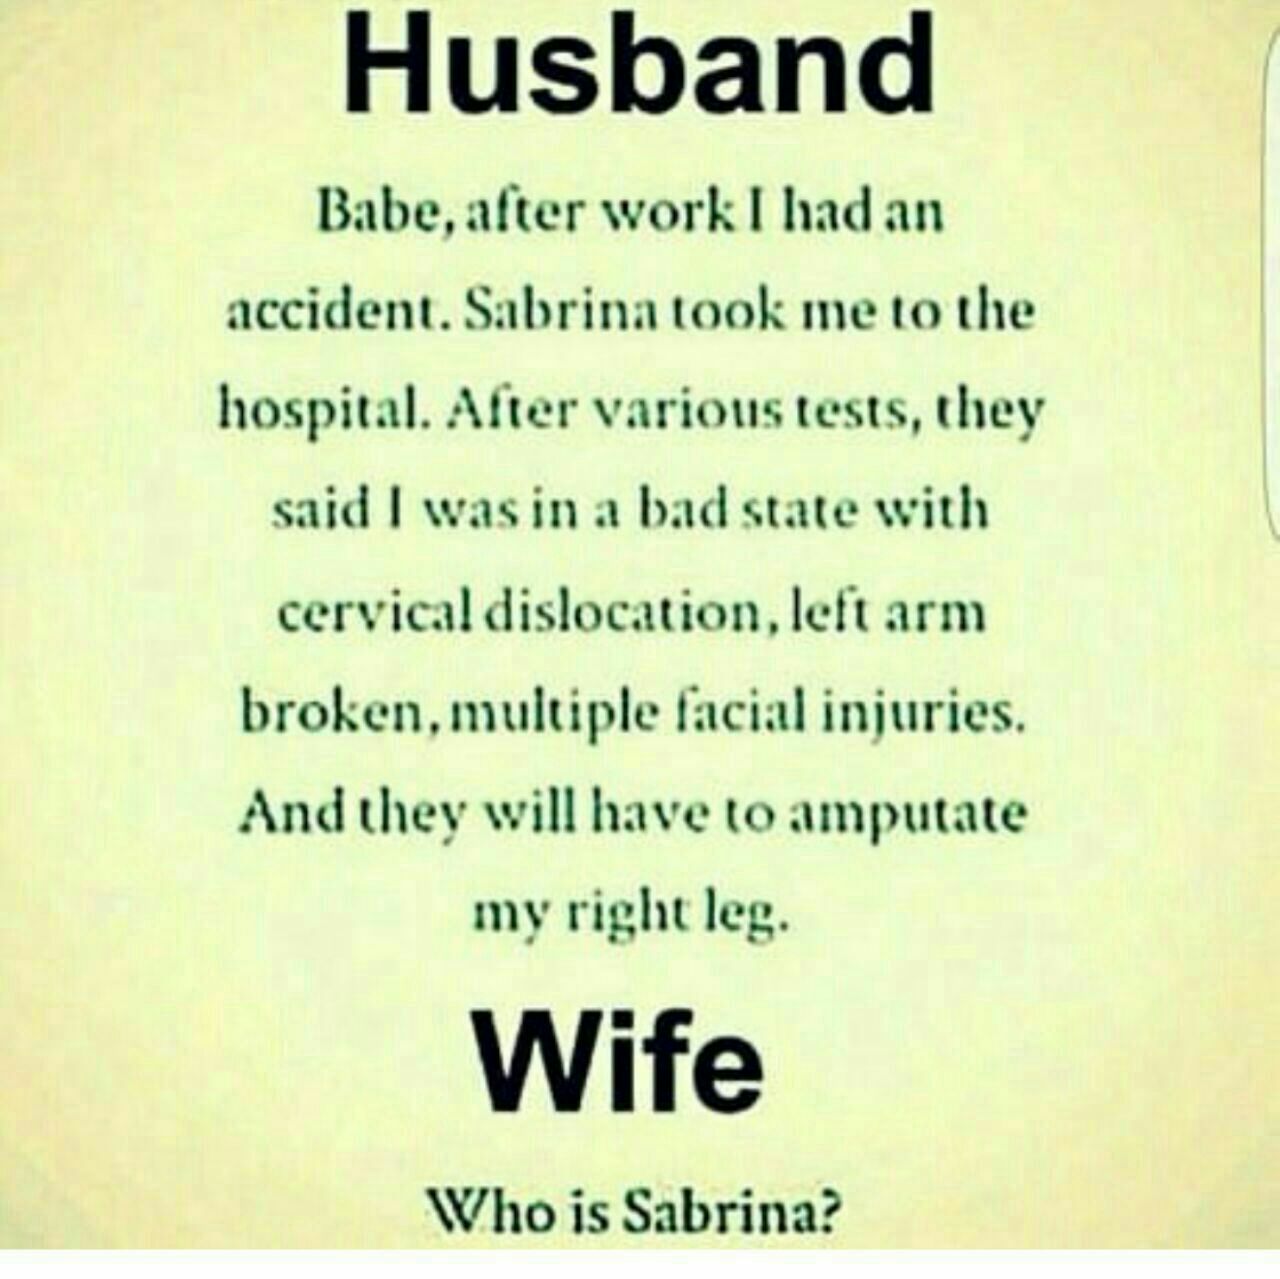 Husband
Babe, after work I had an
accident. Sabrina took me to the
hospital. After various tests, they
said I was in a bad state with
cervical dislocation, left arm
broken, multiple facial injuries.
And they will have to amputate
my right leg.
Wife
Who is Sabrina?